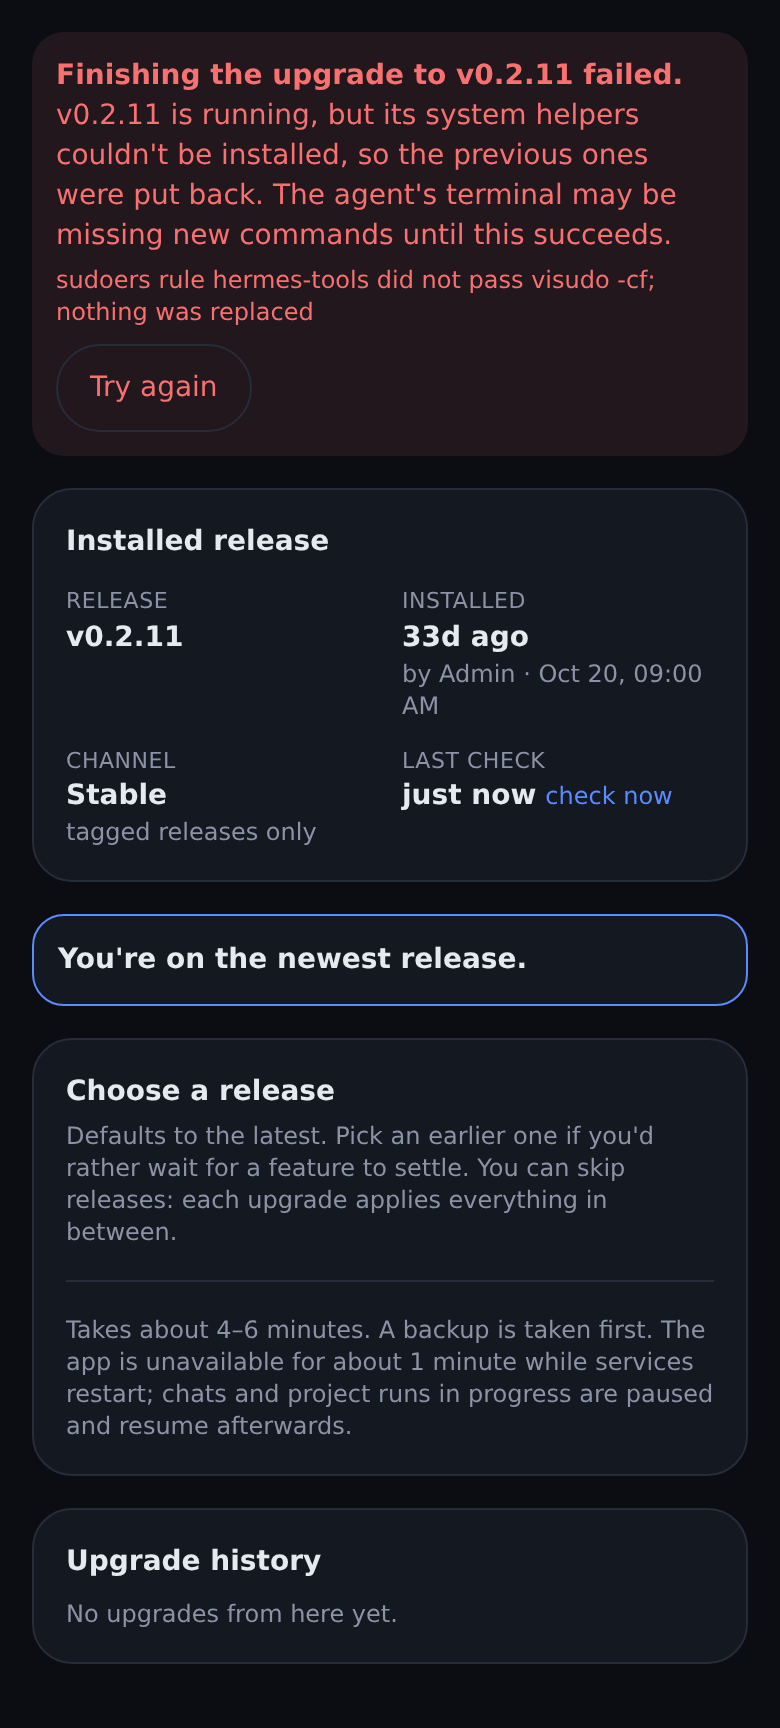 Finishing the upgrade to v0.2.11 failed.
v0.2.11 is running, but its system helpers
couldn't be installed, so the previous ones
were put back. The agent's terminal may be
missing new commands until this succeeds.
sudoers rule hermes-tools did not pass visudo -cf;
nothing was replaced
Try again
Installed release
RELEASE
v0.2.11
INSTALLED
33d ago
by Admin · Oct 20, 09:00
AM
CHANNEL
Stable
tagged releases only
LAST CHECK
just now check now
You're on the newest release.
Choose a release
Defaults to the latest. Pick an earlier one if you'd
rather wait for a feature to settle. You can skip
releases: each upgrade applies everything in
between.
Takes about 4–6 minutes. A backup is taken first. The
app is unavailable for about 1 minute while services
restart; chats and project runs in progress are paused
and resume afterwards.
Upgrade history
No upgrades from here yet.